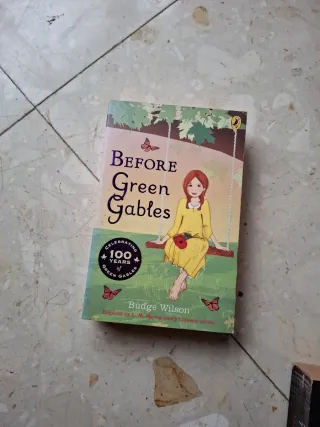 BEFORE
Green
Gables
CELEBRATING
100
YEARS
of
GREEN GABLES
Budge Wilson